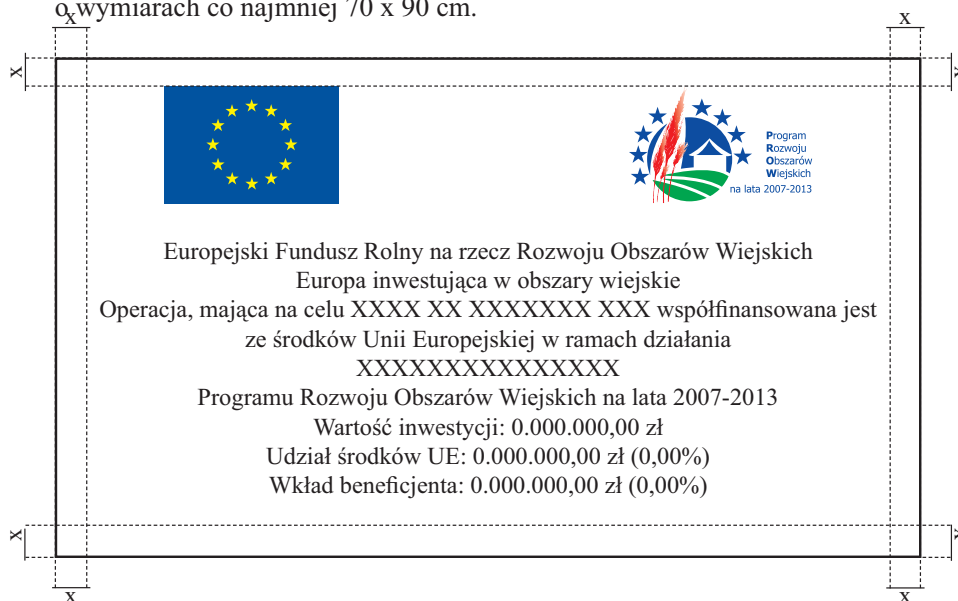 o wymiarach co najmniej 70 x 90 cm.
x x
x x
Program
Rozwoju
Obszarów
Wiejskich
na lata 2007-2013
Europejski Fundusz Rolny na rzecz Rozwoju Obszarów Wiejskich
Europa inwestująca w obszary wiejskie
Operacja, mająca na celu XXXX XX XXXXXXX XXX współfinansowana jest
ze środków Unii Europejskiej w ramach działania
XXXXXXXXXXXXXXX
Programu Rozwoju Obszarów Wiejskich na lata 2007-2013
Wartość inwestycji: 0.000.000,00 zł
Udział środków UE: 0.000.000,00 zł (0,00%)
Wkład beneficjenta: 0.000.000,00 zł (0,00%)
x x
x x